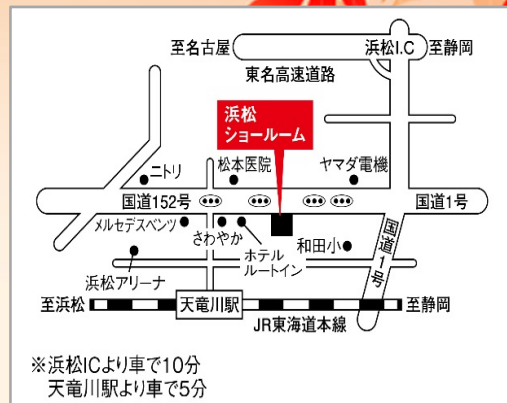 至名古屋
浜松I.C
至静岡
東名高速道路
浜松
ショールーム
ニトリ
松本医院
ヤマダ電機
国道152号
国道1号
メルセデスベンツ
さわやか
ホテル
ルートイン
和田小
国道1号
浜松アリーナ
至浜松
天竜川駅
至静岡
JR東海道本線
※浜松ICより車で10分
天竜川駅より車で5分